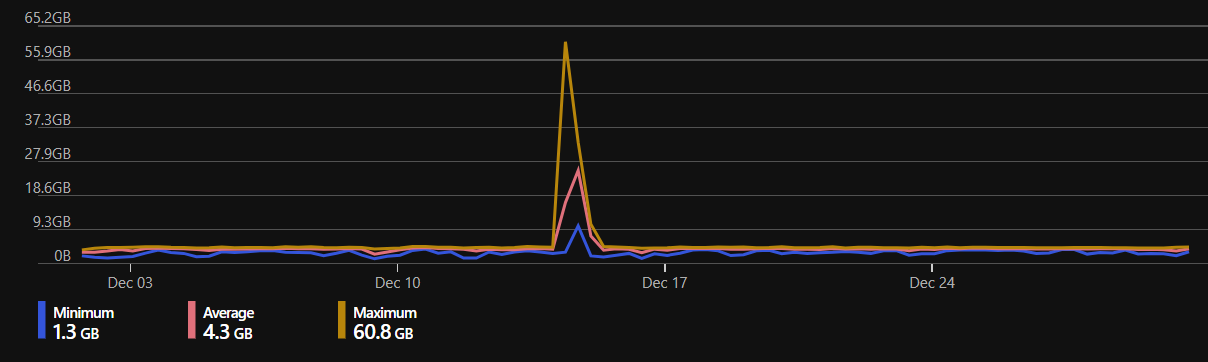 65.2GB
55.9GB
46.6GB
37.3GB
27.9GB
18.6GB
9.3GB
0B
Dec 03 Dec 10 Dec 17 Dec 24
Minimum Average Maximum
1.3 GB 4.3 GB 60.8 GB